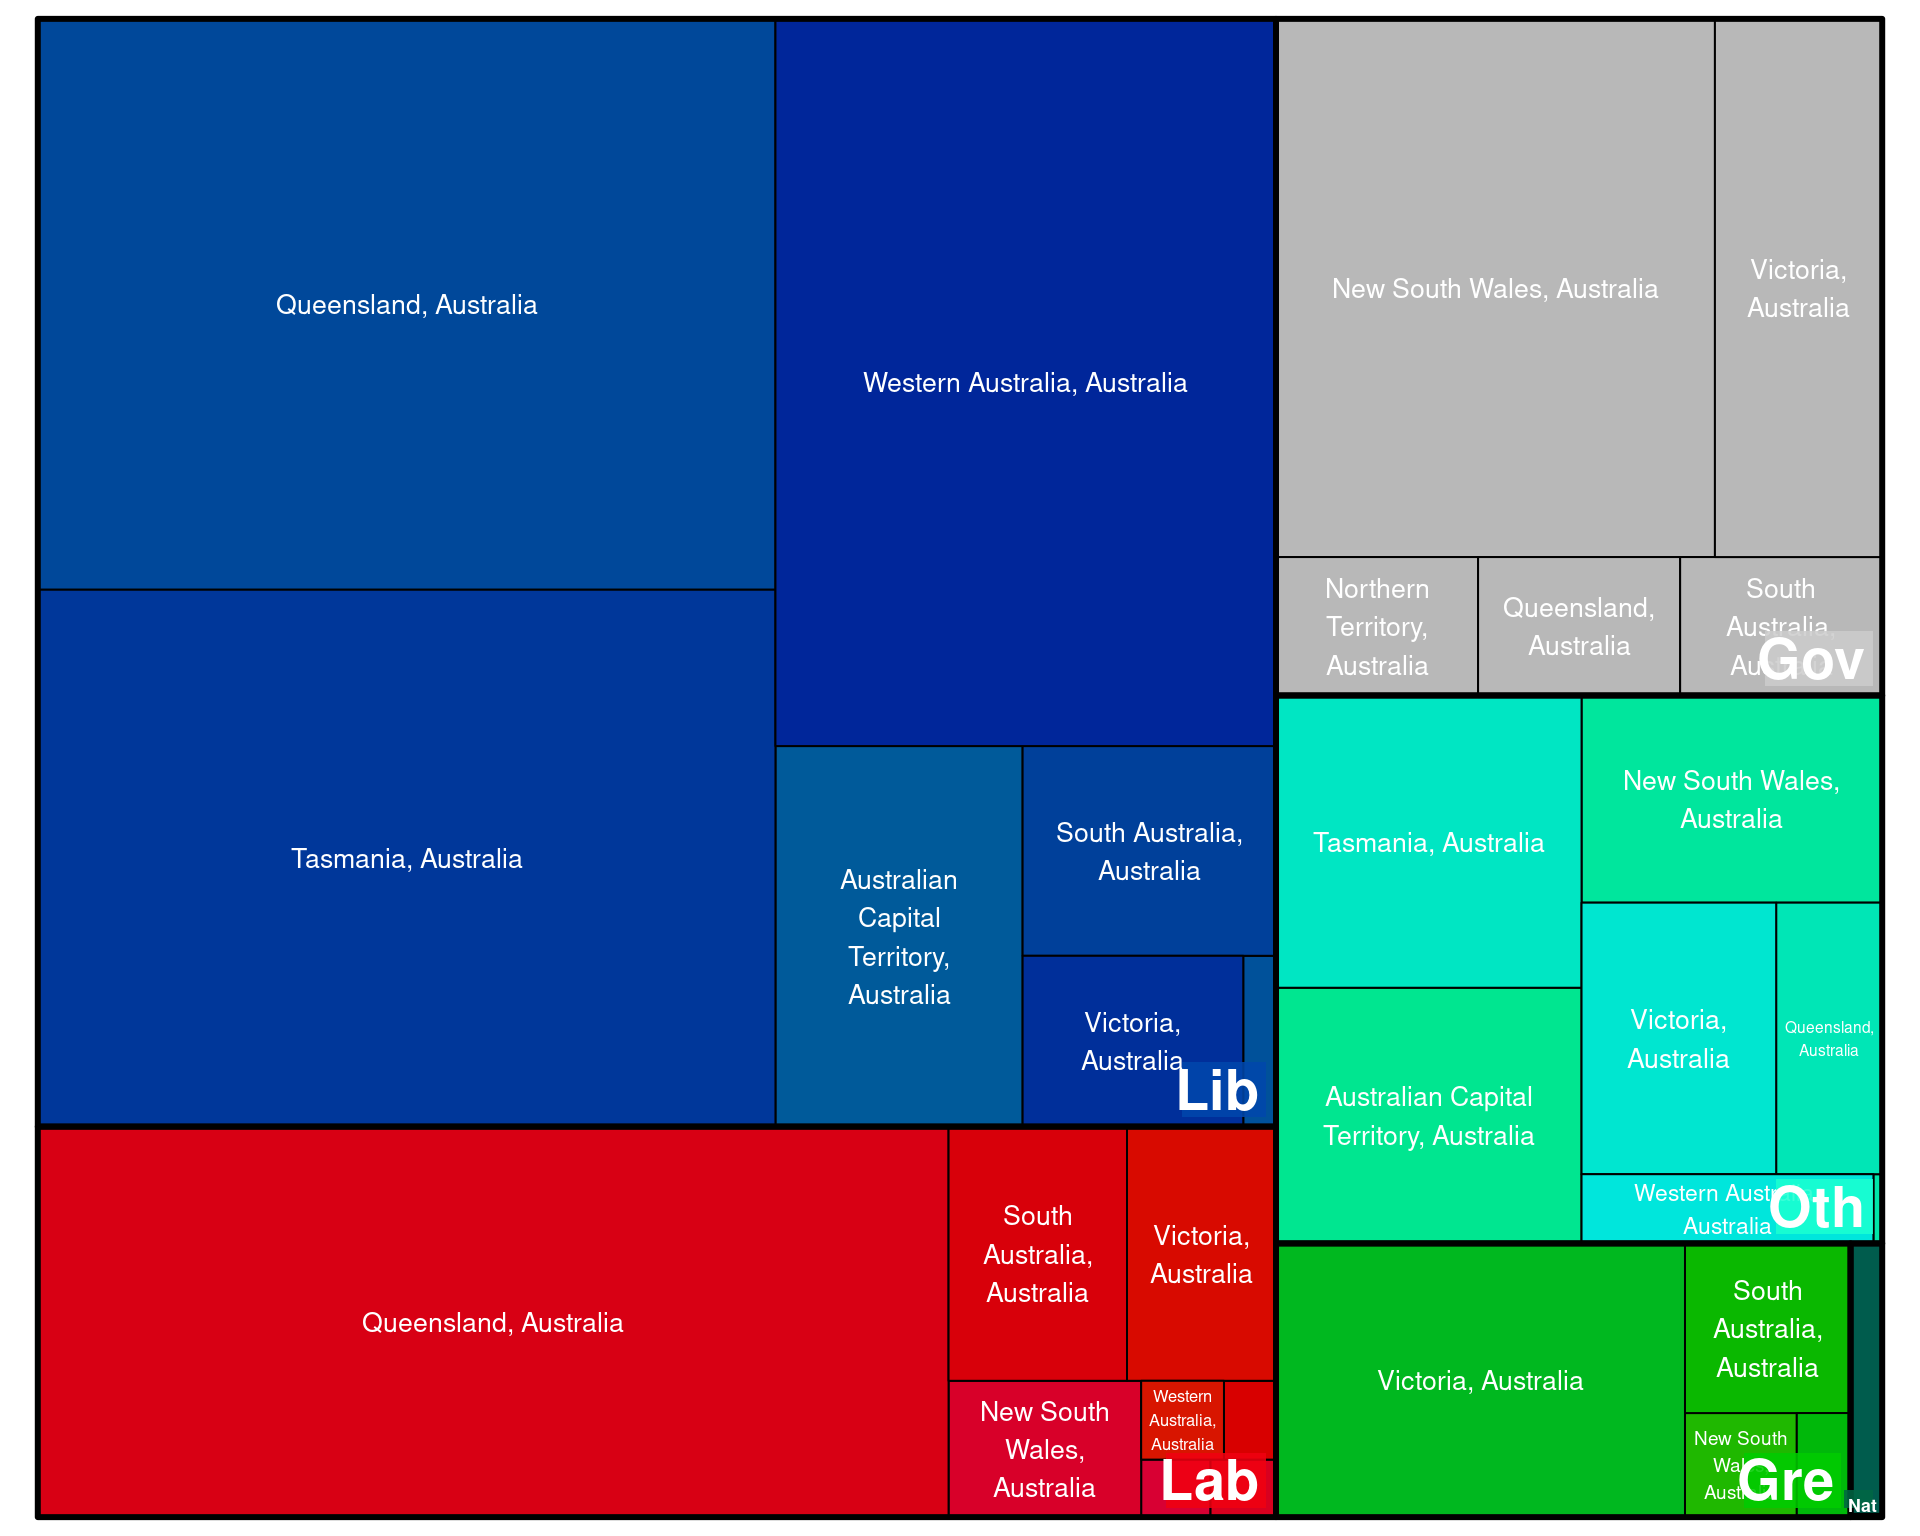 Queensland, Australia
Western Australia, Australia
Tasmania, Australia
Australian
Capital
Territory,
Australia
South Australia,
Australia
Victoria,
Australia
Lib
New South Wales, Australia
Victoria,
Australia
Northern
Territory,
Australia
Queensland,
Australia
South
Australia,
Gov
Tasmania, Australia
New South Wales,
Australia
Australian Capital
Territory, Australia
Victoria,
Australia
Queensland,
Australia
Western
Australia
Oth
Queensland, Australia
South
Australia,
Australia
Victoria,
Australia
New South
Wales,
Australia
Western
Australia,
Australia
Lab
Victoria, Australia
South
Australia,
Australia
New South
Gre
Nat